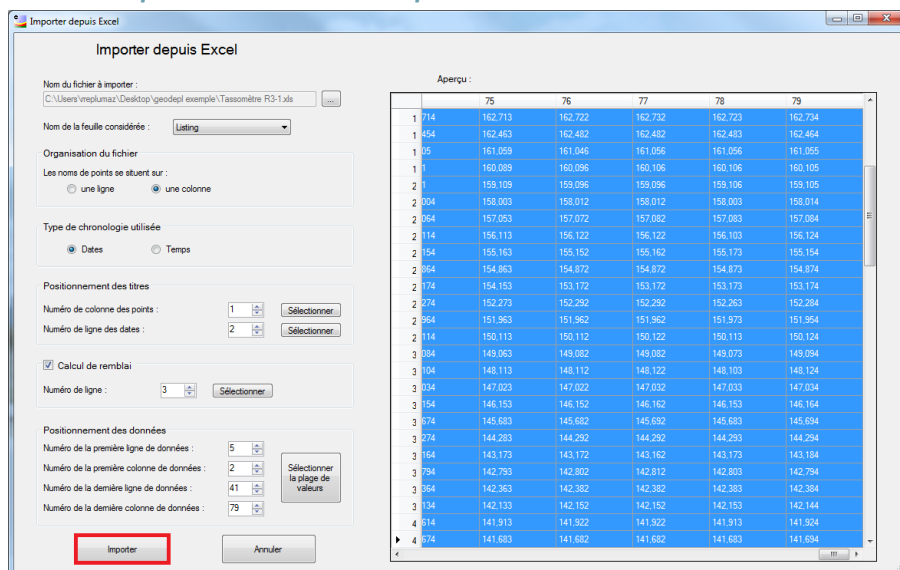 Importer depuis Excel
Importer depuis Excel
Nom du fichier à importer :
C:\Users\rreplumaz\Desktop\geodepl exemple\Tassomètre R3-1.xls ...
Nom de la feuille considérée : Listing
Organisation du fichier
Les noms de points se situent sur :
une ligne une colonne
Type de chronologie utilisée
Dates Temps
Positionnement des titres
Numéro de colonne des points : 1 Sélectionner
Numéro de ligne des dates : 2 Sélectionner
Calcul de remblai
Numéro de ligne : 3 Sélectionner
Positionnement des données
Numéro de la première ligne de données : 5
Numéro de la première colonne de données : 2
Numéro de la dernière ligne de données : 41
Numéro de la dernière colonne de données : 79
Sélectionner
la plage de
valeurs
Importer Annuler
Aperçu :
75 76 77 78 79
1 714 162,713 162,722 162,732 162,723 162,734
1 454 162,463 162,482 162,482 162,483 162,464
1 05 161,059 161,046 161,056 161,056 161,055
1 1 160,089 160,096 160,106 160,106 160,105
2 1 159,109 159,096 159,096 159,106 159,105
2 004 158,003 158,012 158,012 158,003 158,014
2 064 157,053 157,072 157,082 157,083 157,084
2 114 156,113 156,122 156,122 156,103 156,124
2 154 155,163 155,152 155,162 155,173 155,154
2 864 154,863 154,872 154,872 154,873 154,874
2 174 154,153 153,172 153,172 153,173 153,174
2 274 152,273 152,292 152,292 152,263 152,284
2 964 151,963 151,962 151,962 151,973 151,954
2 114 150,113 150,112 150,122 150,113 150,124
3 084 149,063 149,082 149,082 149,073 149,094
3 104 148,113 148,112 148,122 148,103 148,124
3 034 147,023 147,022 147,032 147,033 147,034
3 154 146,153 146,152 146,162 146,153 146,164
3 674 145,683 145,682 145,692 145,683 145,694
3 274 144,283 144,292 144,292 144,293 144,294
3 164 143,173 143,172 143,162 143,173 143,184
3 794 142,793 142,802 142,812 142,803 142,794
3 364 142,363 142,382 142,382 142,383 142,384
3 134 142,133 142,152 142,152 142,153 142,144
4 614 141,913 141,922 141,922 141,913 141,924
4 674 141,683 141,682 141,682 141,683 141,694